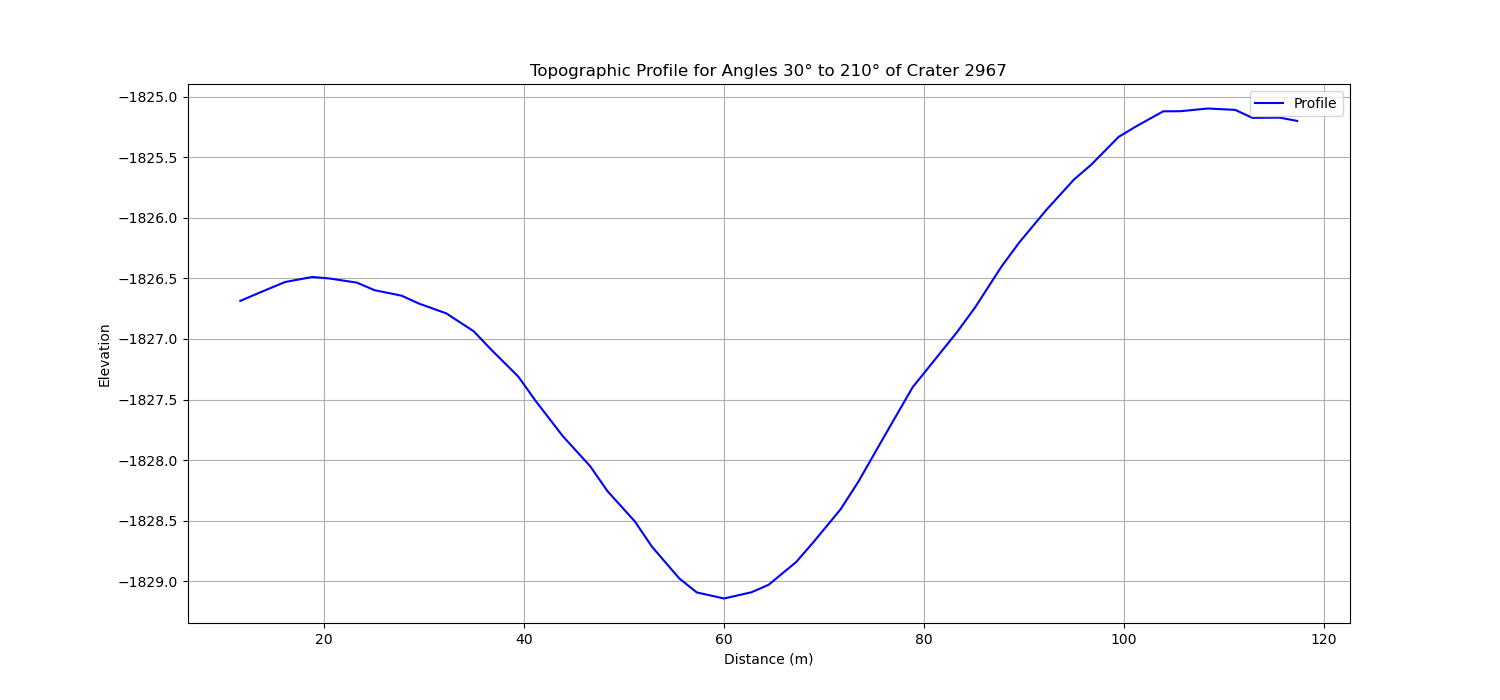 Topographic Profile for Angles 30° to 210° of Crater 2967
Profile
Elevation
−1825.0
−1825.5
−1826.0
−1826.5
−1827.0
−1827.5
−1828.0
−1828.5
−1829.0
20 40 60 80 100 120
Distance (m)